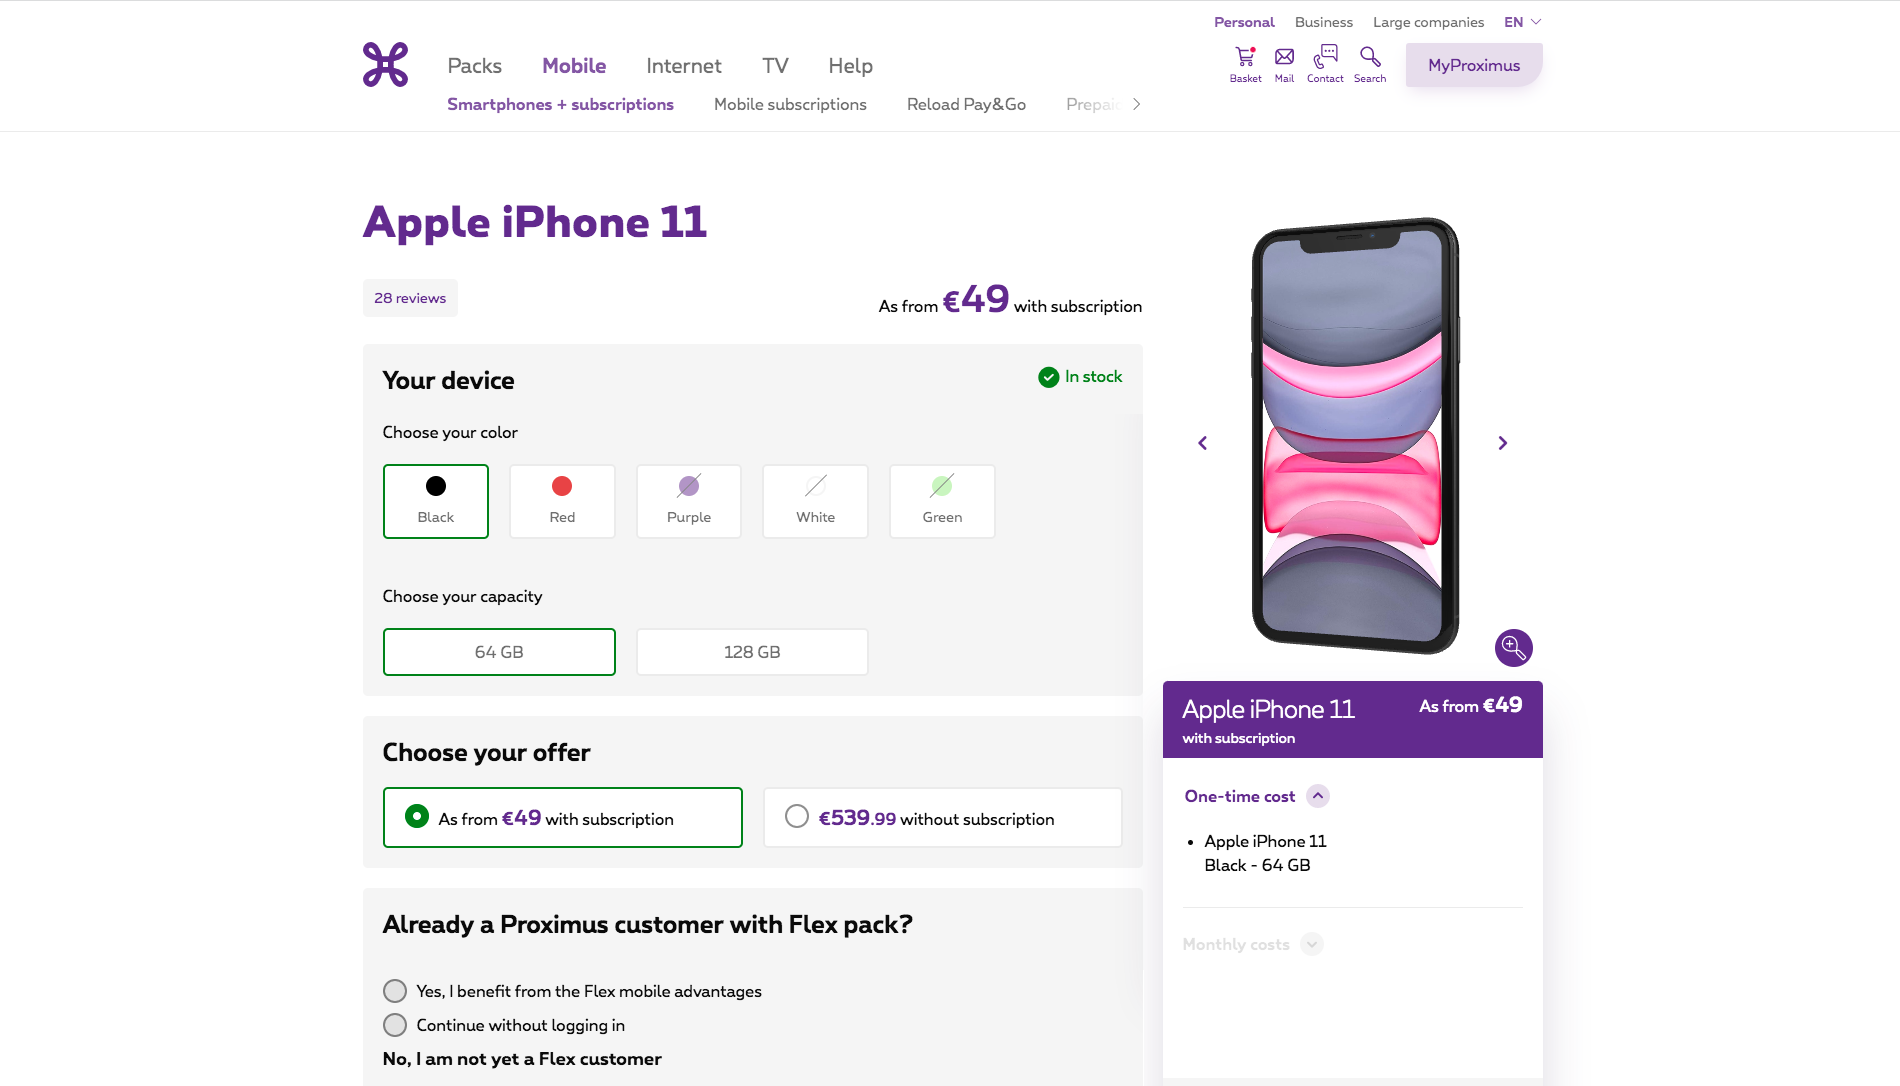 Personal Business Large companies EN
Packs Mobile Internet TV Help
Basket Mail Contact Search
MyProximus
Smartphones + subscriptions Mobile subscriptions Reload Pay&Go
Apple iPhone 11
28 reviews
As from €49 with subscription
Your device
In stock
Choose your color
Black Red Purple White Green
Choose your capacity
64 GB 128 GB
Choose your offer
As from €49 with subscription
€539.99 without subscription
Already a Proximus customer with Flex pack?
Yes, I benefit from the Flex mobile advantages
Continue without logging in
No, I am not yet a Flex customer
Apple iPhone 11 As from €49
with subscription
One-time cost
• Apple iPhone 11
Black - 64 GB
Monthly costs